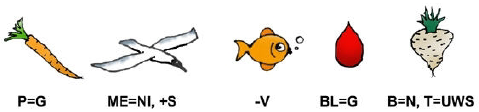 P=G
ME=NI, +S
-V
BL=G
B=N, T=UWS